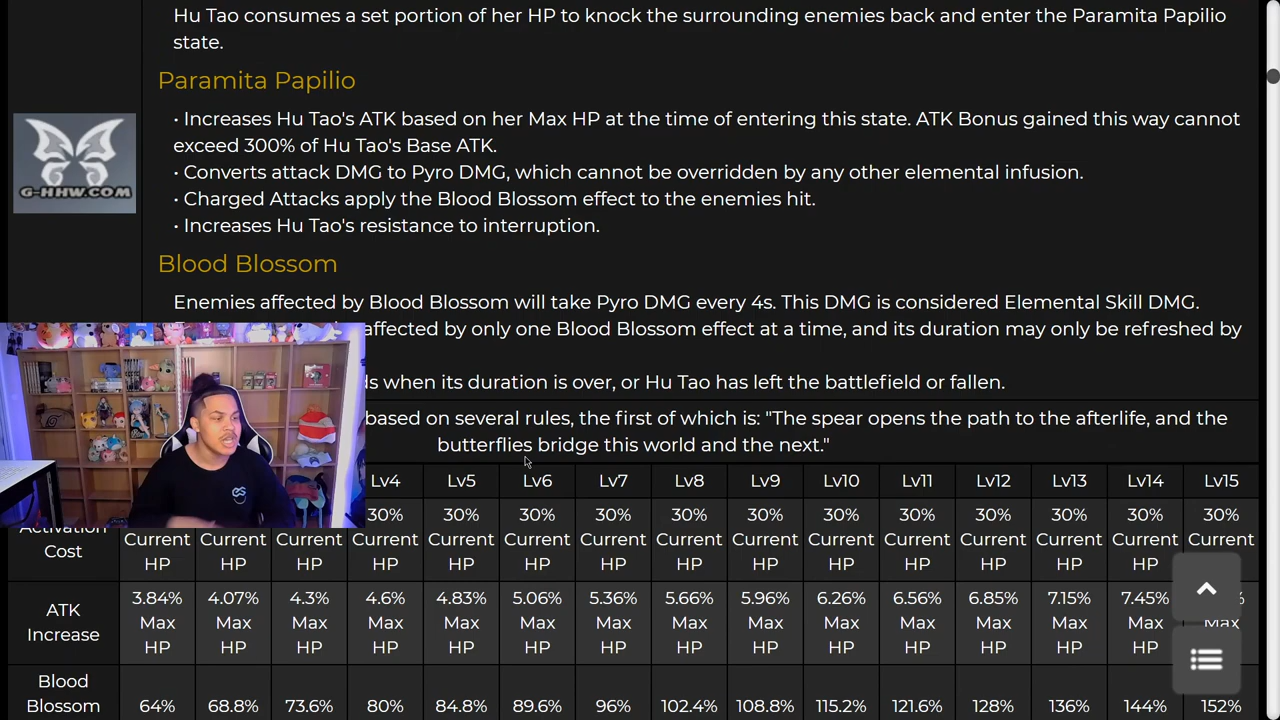 Hu Tao consumes a set portion of her HP to knock the surrounding enemies back and enter the Paramita Papilio
state.
Paramita Papilio
• Increases Hu Tao's ATK based on her Max HP at the time of entering this state. ATK Bonus gained this way cannot
exceed 300% of Hu Tao's Base ATK.
• Converts attack DMG to Pyro DMG, which cannot be overridden by any other elemental infusion.
• Charged Attacks apply the Blood Blossom effect to the enemies hit.
• Increases Hu Tao's resistance to interruption.
G-HHW.COM
Blood Blossom
Enemies affected by Blood Blossom will take Pyro DMG every 4s. This DMG is considered Elemental Skill DMG.
affected by only one Blood Blossom effect at a time, and its duration may only be refreshed by
when its duration is over, or Hu Tao has left the battlefield or fallen.
based on several rules, the first of which is: "The spear opens the path to the afterlife, and the
butterflies bridge this world and the next."
Lv4 Lv5 Lv6 Lv7 Lv8 Lv9 Lv10 Lv11 Lv12 Lv13 Lv14 Lv15
30% 30% 30% 30% 30% 30% 30% 30% 30% 30% 30% 30%
Cost Current Current Current Current Current Current Current Current Current Current Current Current Current Current Current
HP HP HP HP HP HP HP HP HP HP HP HP HP HP HP
ATK Increase 3.84% 4.07% 4.3% 4.6% 4.83% 5.06% 5.36% 5.66% 5.96% 6.26% 6.56% 6.85% 7.15% 7.45%
Max Max Max Max Max Max Max Max Max Max Max Max Max Max Max
HP HP HP HP HP HP HP HP HP HP HP HP HP HP
Blood
Blossom 64% 68.8% 73.6% 80% 84.8% 89.6% 96% 102.4% 108.8% 115.2% 121.6% 128% 136% 144% 152%